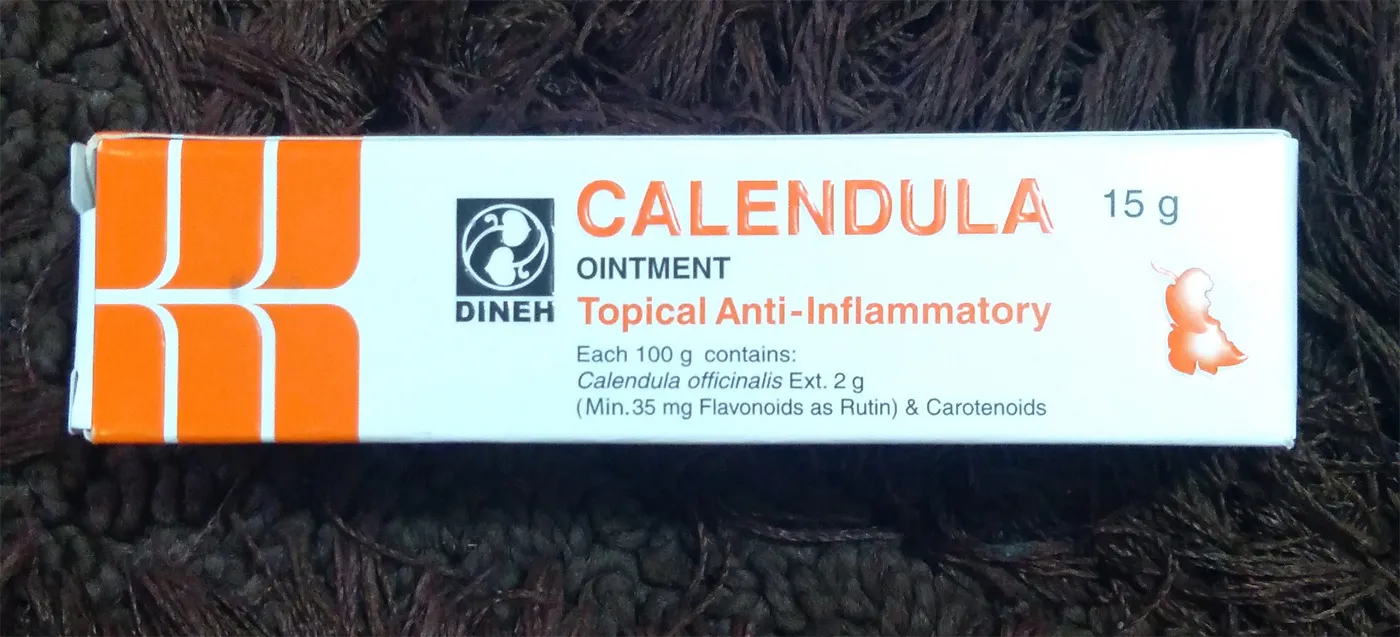 CALENDULA 15 g
DINEH
OINTMENT
Topical Anti-Inflammatory
Each 100 g contains:
Calendula officinalis Ext. 2 g
(Min.35 mg Flavonoids as Rutin) & Carotenoids